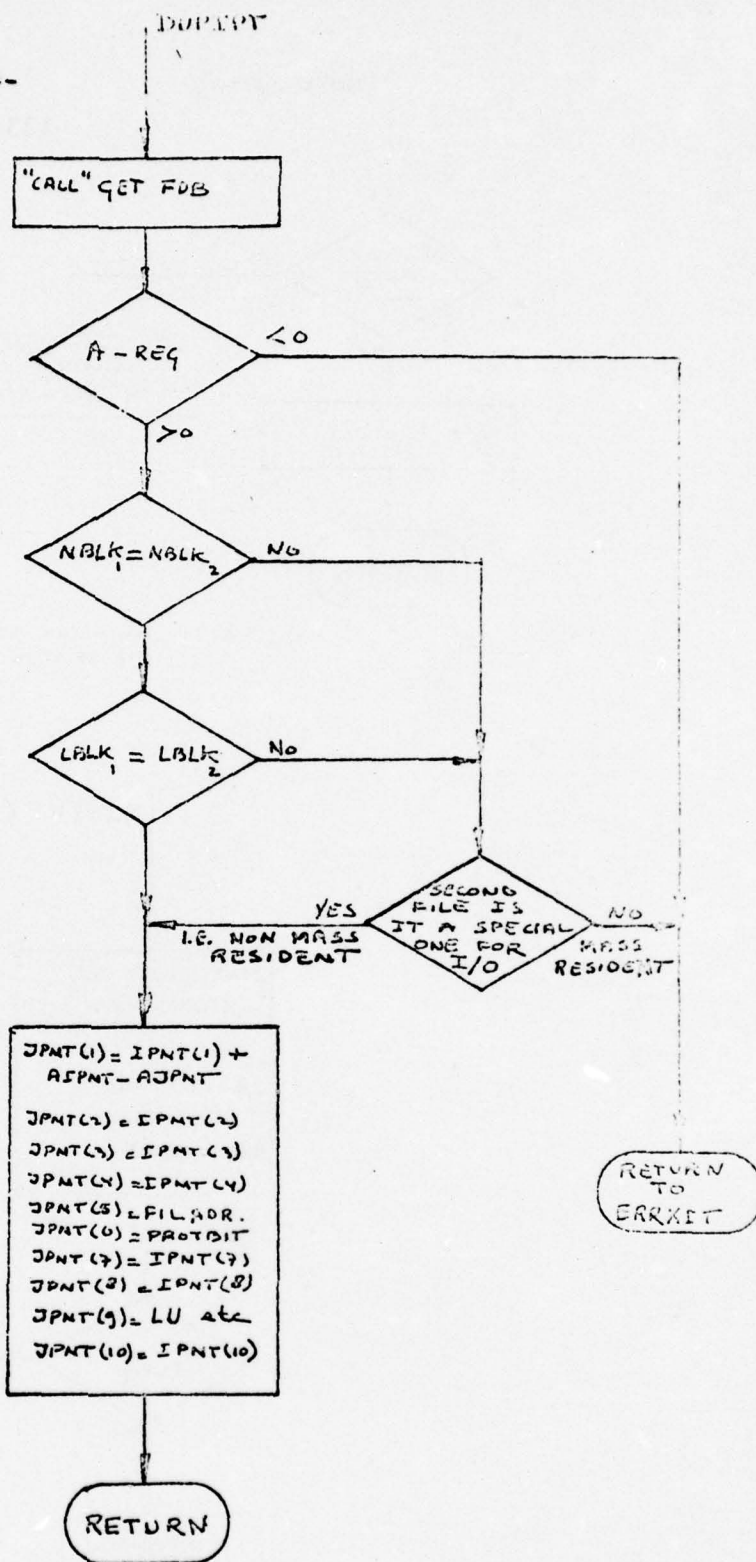 "CALL" GET FDB
A-REG
<0
>0
NBLK₁ = NBLK₂
NO
LBLK₁ = LBLK₂
NO
SECOND
FILE IS
IT A SPECIAL
ONE FOR
I/O
YES
I.E. NON MASS
RESIDENT
NO
MASS
RESIDENT
JPNT(1) = IPNT(1) +
AIPNT - AJPNT
JPNT(2) = IPNT(2)
JPNT(3) = IPNT(3)
JPNT(4) = IPNT(4)
JPNT(5) = FILADR.
JPNT(6) = PROTBIT
JPNT(7) = IPNT(7)
JPNT(8) = IPNT(8)
JPNT(9) = LU etc
JPNT(10) = IPNT(10)
RETURN
TO
ERRXIT
RETURN